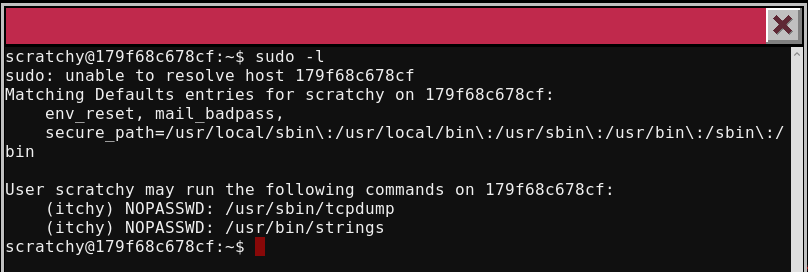 scratchy@179f68c678cf:~$ sudo -l
sudo: unable to resolve host 179f68c678cf
Matching Defaults entries for scratchy on 179f68c678cf:
    env_reset, mail_badpass,
    secure_path=/usr/local/sbin\:/usr/local/bin\:/usr/sbin\:/usr/bin\:/sbin\:/
bin

User scratchy may run the following commands on 179f68c678cf:
    (itchy) NOPASSWD: /usr/sbin/tcpdump
    (itchy) NOPASSWD: /usr/bin/strings
scratchy@179f68c678cf:~$